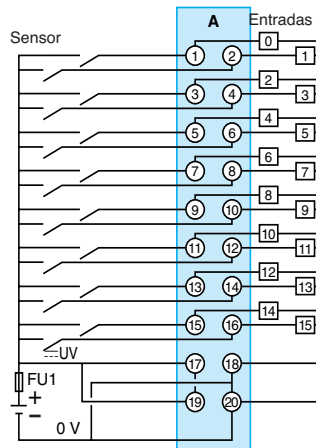 A
Entradas
Sensor
0
1 2 1
2
3 4 3
4
5 6 5
6
7 8 7
8
9 10 9
10
11 12 11
12
13 14 13
14
15 16 15
UV
17 18
FU1
+
19 20
−
0 V